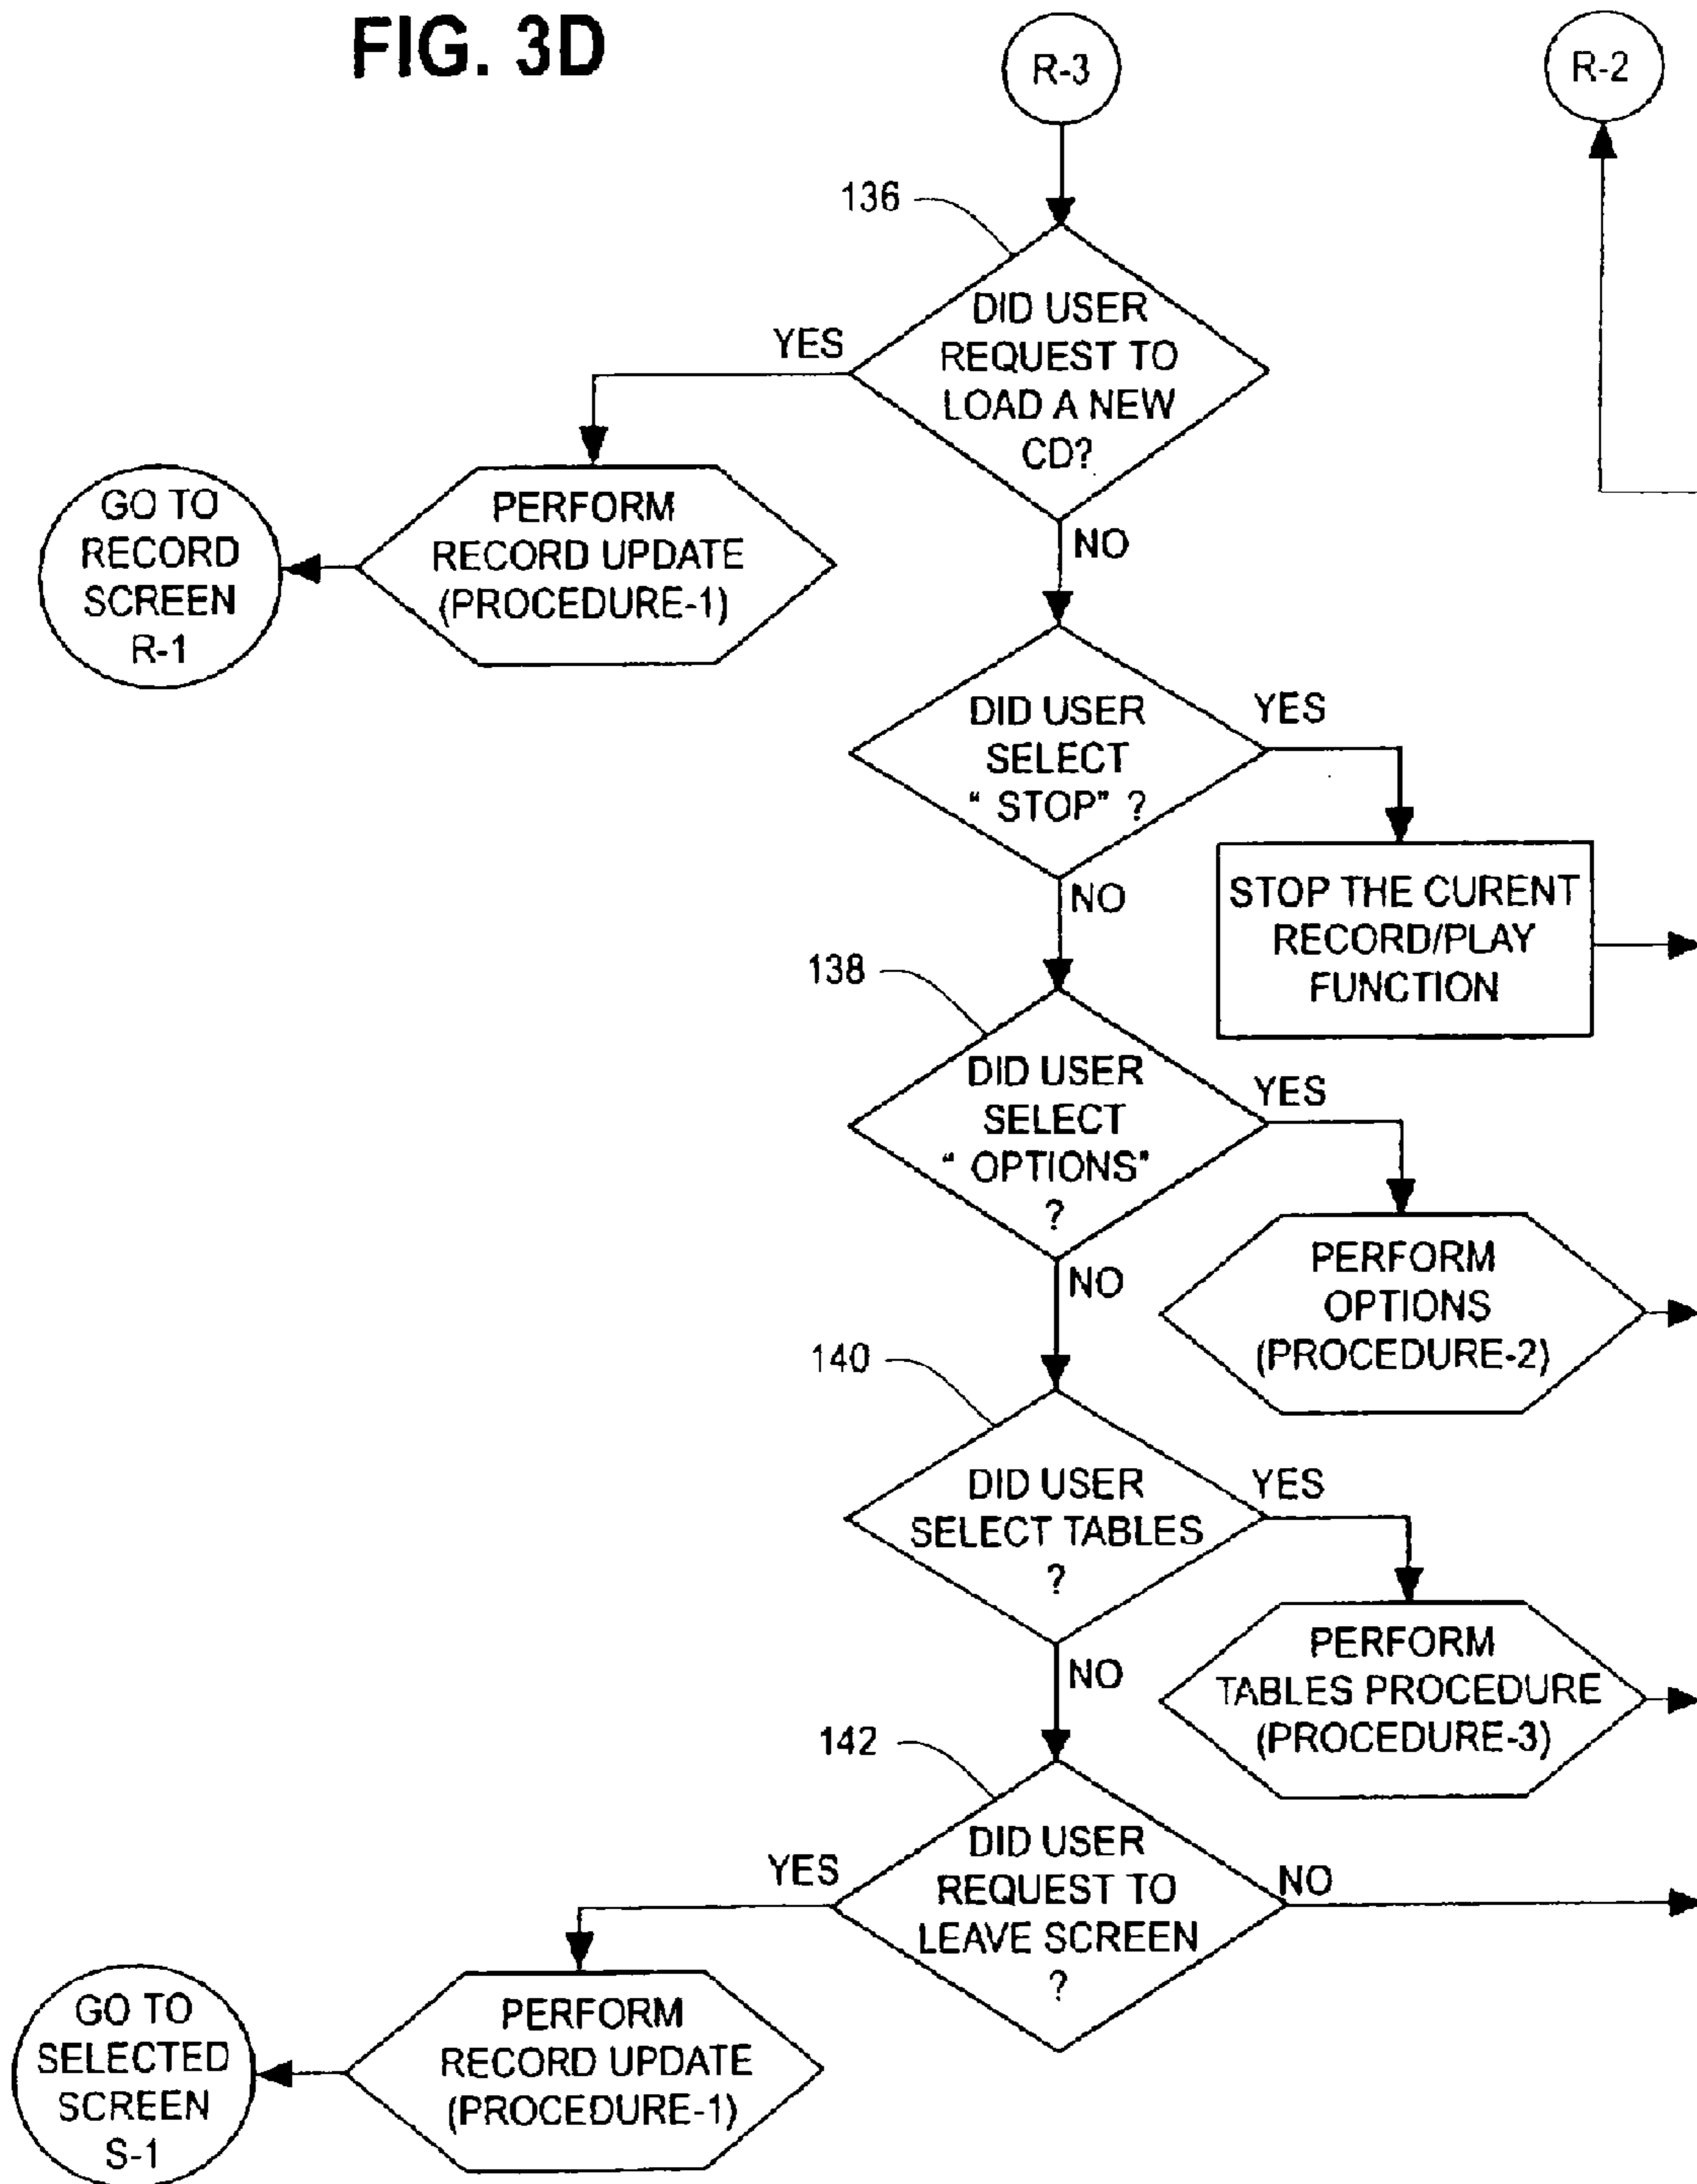 FIG. 3D
R-3
R-2
136
DID USER
REQUEST TO
LOAD A NEW
CD?
YES
NO
PERFORM
RECORD UPDATE
(PROCEDURE-1)
GO TO
RECORD
SCREEN
R-1
DID USER
SELECT
" STOP" ?
YES
NO
STOP THE CURENT
RECORD/PLAY
FUNCTION
138
DID USER
SELECT
" OPTIONS"
?
YES
NO
PERFORM
OPTIONS
(PROCEDURE-2)
140
DID USER
SELECT TABLES
?
YES
NO
PERFORM
TABLES PROCEDURE
(PROCEDURE-3)
142
DID USER
REQUEST TO
LEAVE SCREEN
?
YES
NO
PERFORM
RECORD UPDATE
(PROCEDURE-1)
GO TO
SELECTED
SCREEN
S-1